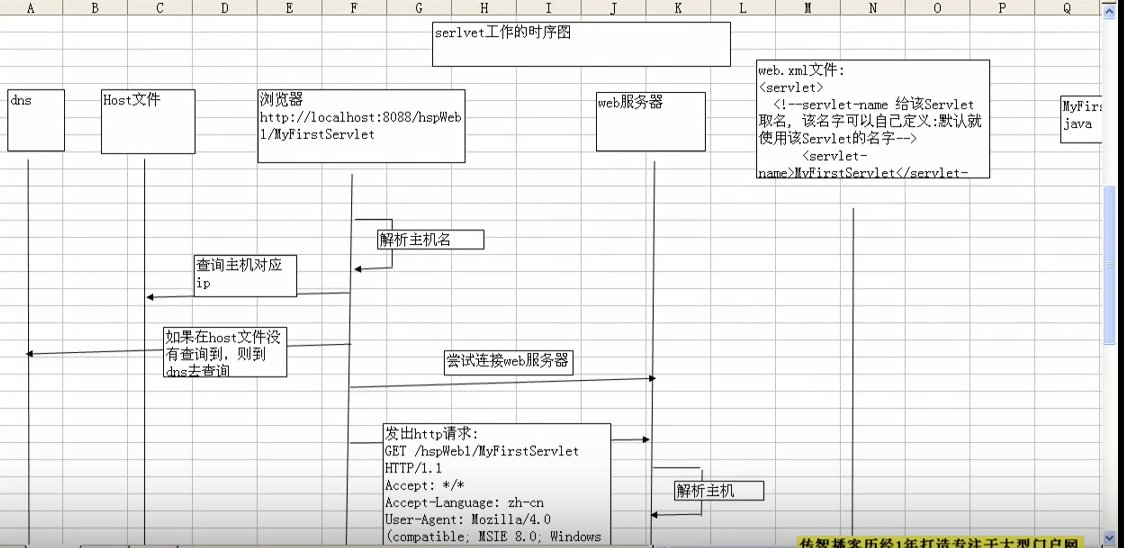 A B C D E F G H I J K L M N O P Q
serlvet工作的时序图
dns
Host文件
浏览器
http://localhost:8088/hspWeb
1/MyFirstServlet
web服务器
web.xml文件:
<servlet>
<!--servlet-name 给该Servlet
取名, 该名字可以自己定义:默认就
使用该Servlet的名字-->
<servlet-
name>MyFirstServlet</servlet-
MyFirs
java
解析主机名
查询主机对应
ip
如果在host文件没
有查询到, 则到
dns去查询
尝试连接web服务器
发出http请求:
GET /hspWeb1/MyFirstServlet
HTTP/1.1
Accept: */*
Accept-Language: zh-cn
User-Agent: Mozilla/4.0
(compatible; MSIE 8.0; Windows
解析主机
传智播客历经1年打造专注于大型门户网